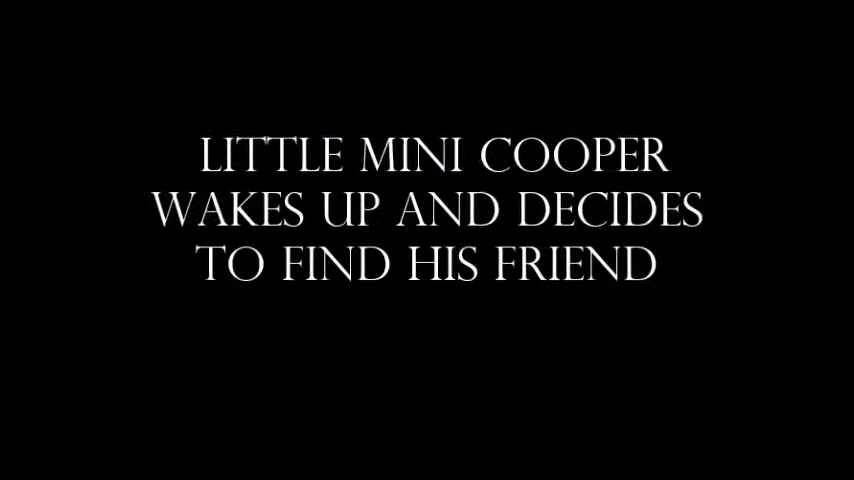 LITTLE MINI COOPER
WAKES UP AND DECIDES
TO FIND HIS FRIEND